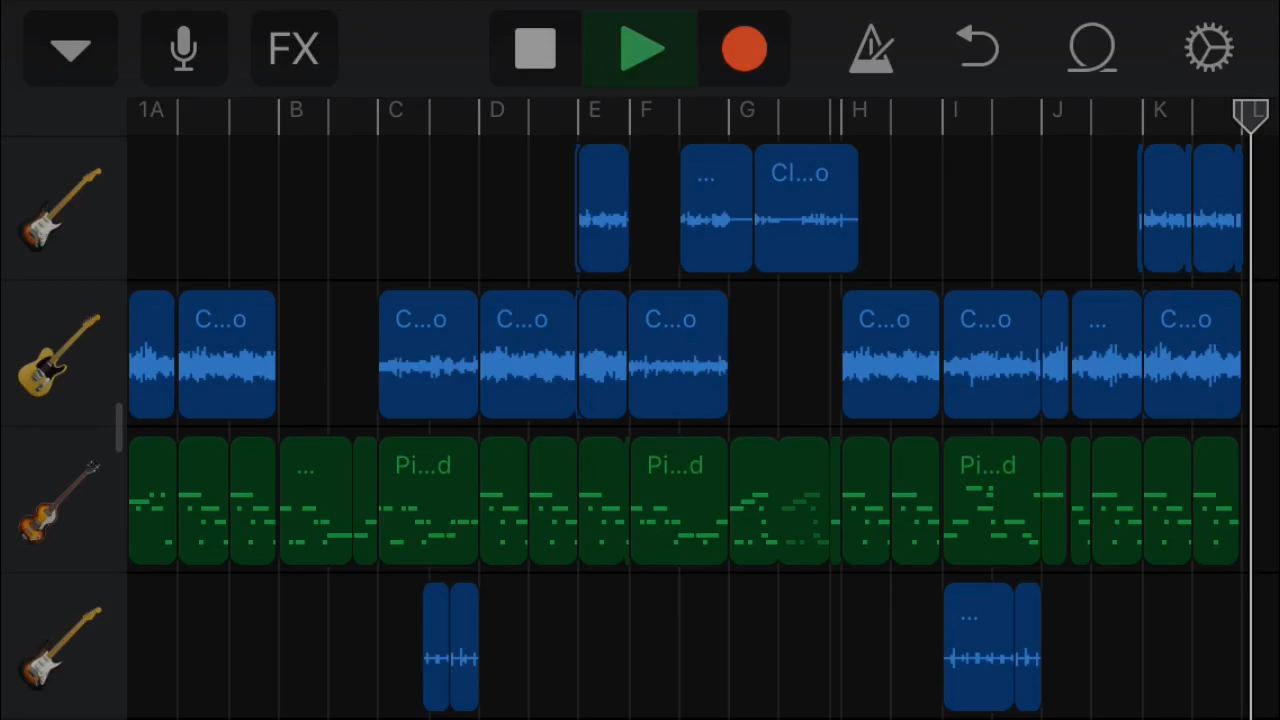 FX
1A B C D E F G H I J K L
... Cl...o
C...o C...o C...o C...o C...o C...o ... C...o
... Pi...d Pi...d Pi...d
...